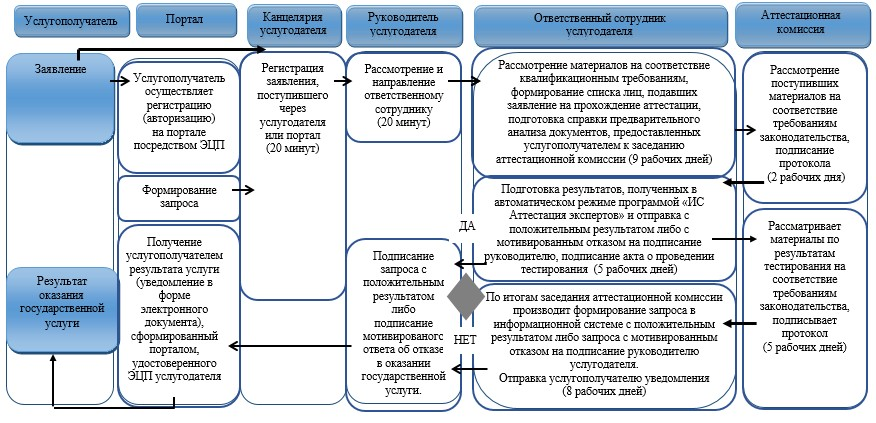 Услугополучатель
Портал
Канцелярия
услугодателя
Руководитель
услугодателя
Ответственный сотрудник
услугодателя
Аттестационная
комиссия
Заявление
Услугополучатель
осуществляет
регистрацию
(авторизацию)
на портале
посредством ЭЦП
Формирование
запроса
Регистрация
заявления,
поступившего
через
услугодателя
или портал
(20 минут)
Рассмотрение и
направление
ответственному
сотруднику
(20 минут)
Рассмотрение материалов на соответствие
квалификационным требованиям,
формирование списка лиц, подавших
заявление на прохождение аттестации,
подготовка справки предварительного
анализа документов, предоставленных
услугополучателем к заседанию
аттестационной комиссии (9 рабочих дней)
Рассмотрение
поступивших
материалов на
соответствие
требованиям
законодательства,
подписание
протокола
(2 рабочих дня)
Подготовка результатов, полученных в
автоматическом режиме программой «ИС
Аттестация экспертов» и отправка с
положительным результатом либо с
мотивированным отказом на подписание
руководителю, подписание акта о проведении
тестирования (5 рабочих дней)
Рассматривает
материалы по
результатам
тестирования на
соответствие
требованиям
законодательства,
подписывает
протокол
(5 рабочих дней)
ДА
НЕТ
По итогам заседания аттестационной комиссии
производит формирование запроса в
информационной системе с положительным
результатом либо запроса с мотивированным
отказом на подписание руководителю
услугодателя.
Отправка услугополучателю уведомления
(8 рабочих дней)
Подписание
запроса с
положительным
результатом
либо
подписание
мотивированого
ответа об отказе
в оказании
государственной
услуги.
Получение
услугополучателем
результата услуги
(уведомление в
форме
электронного
документа),
сформированный
порталом,
удостоверенного
ЭЦП услугодателя
Результат
оказания
государственной
услуги